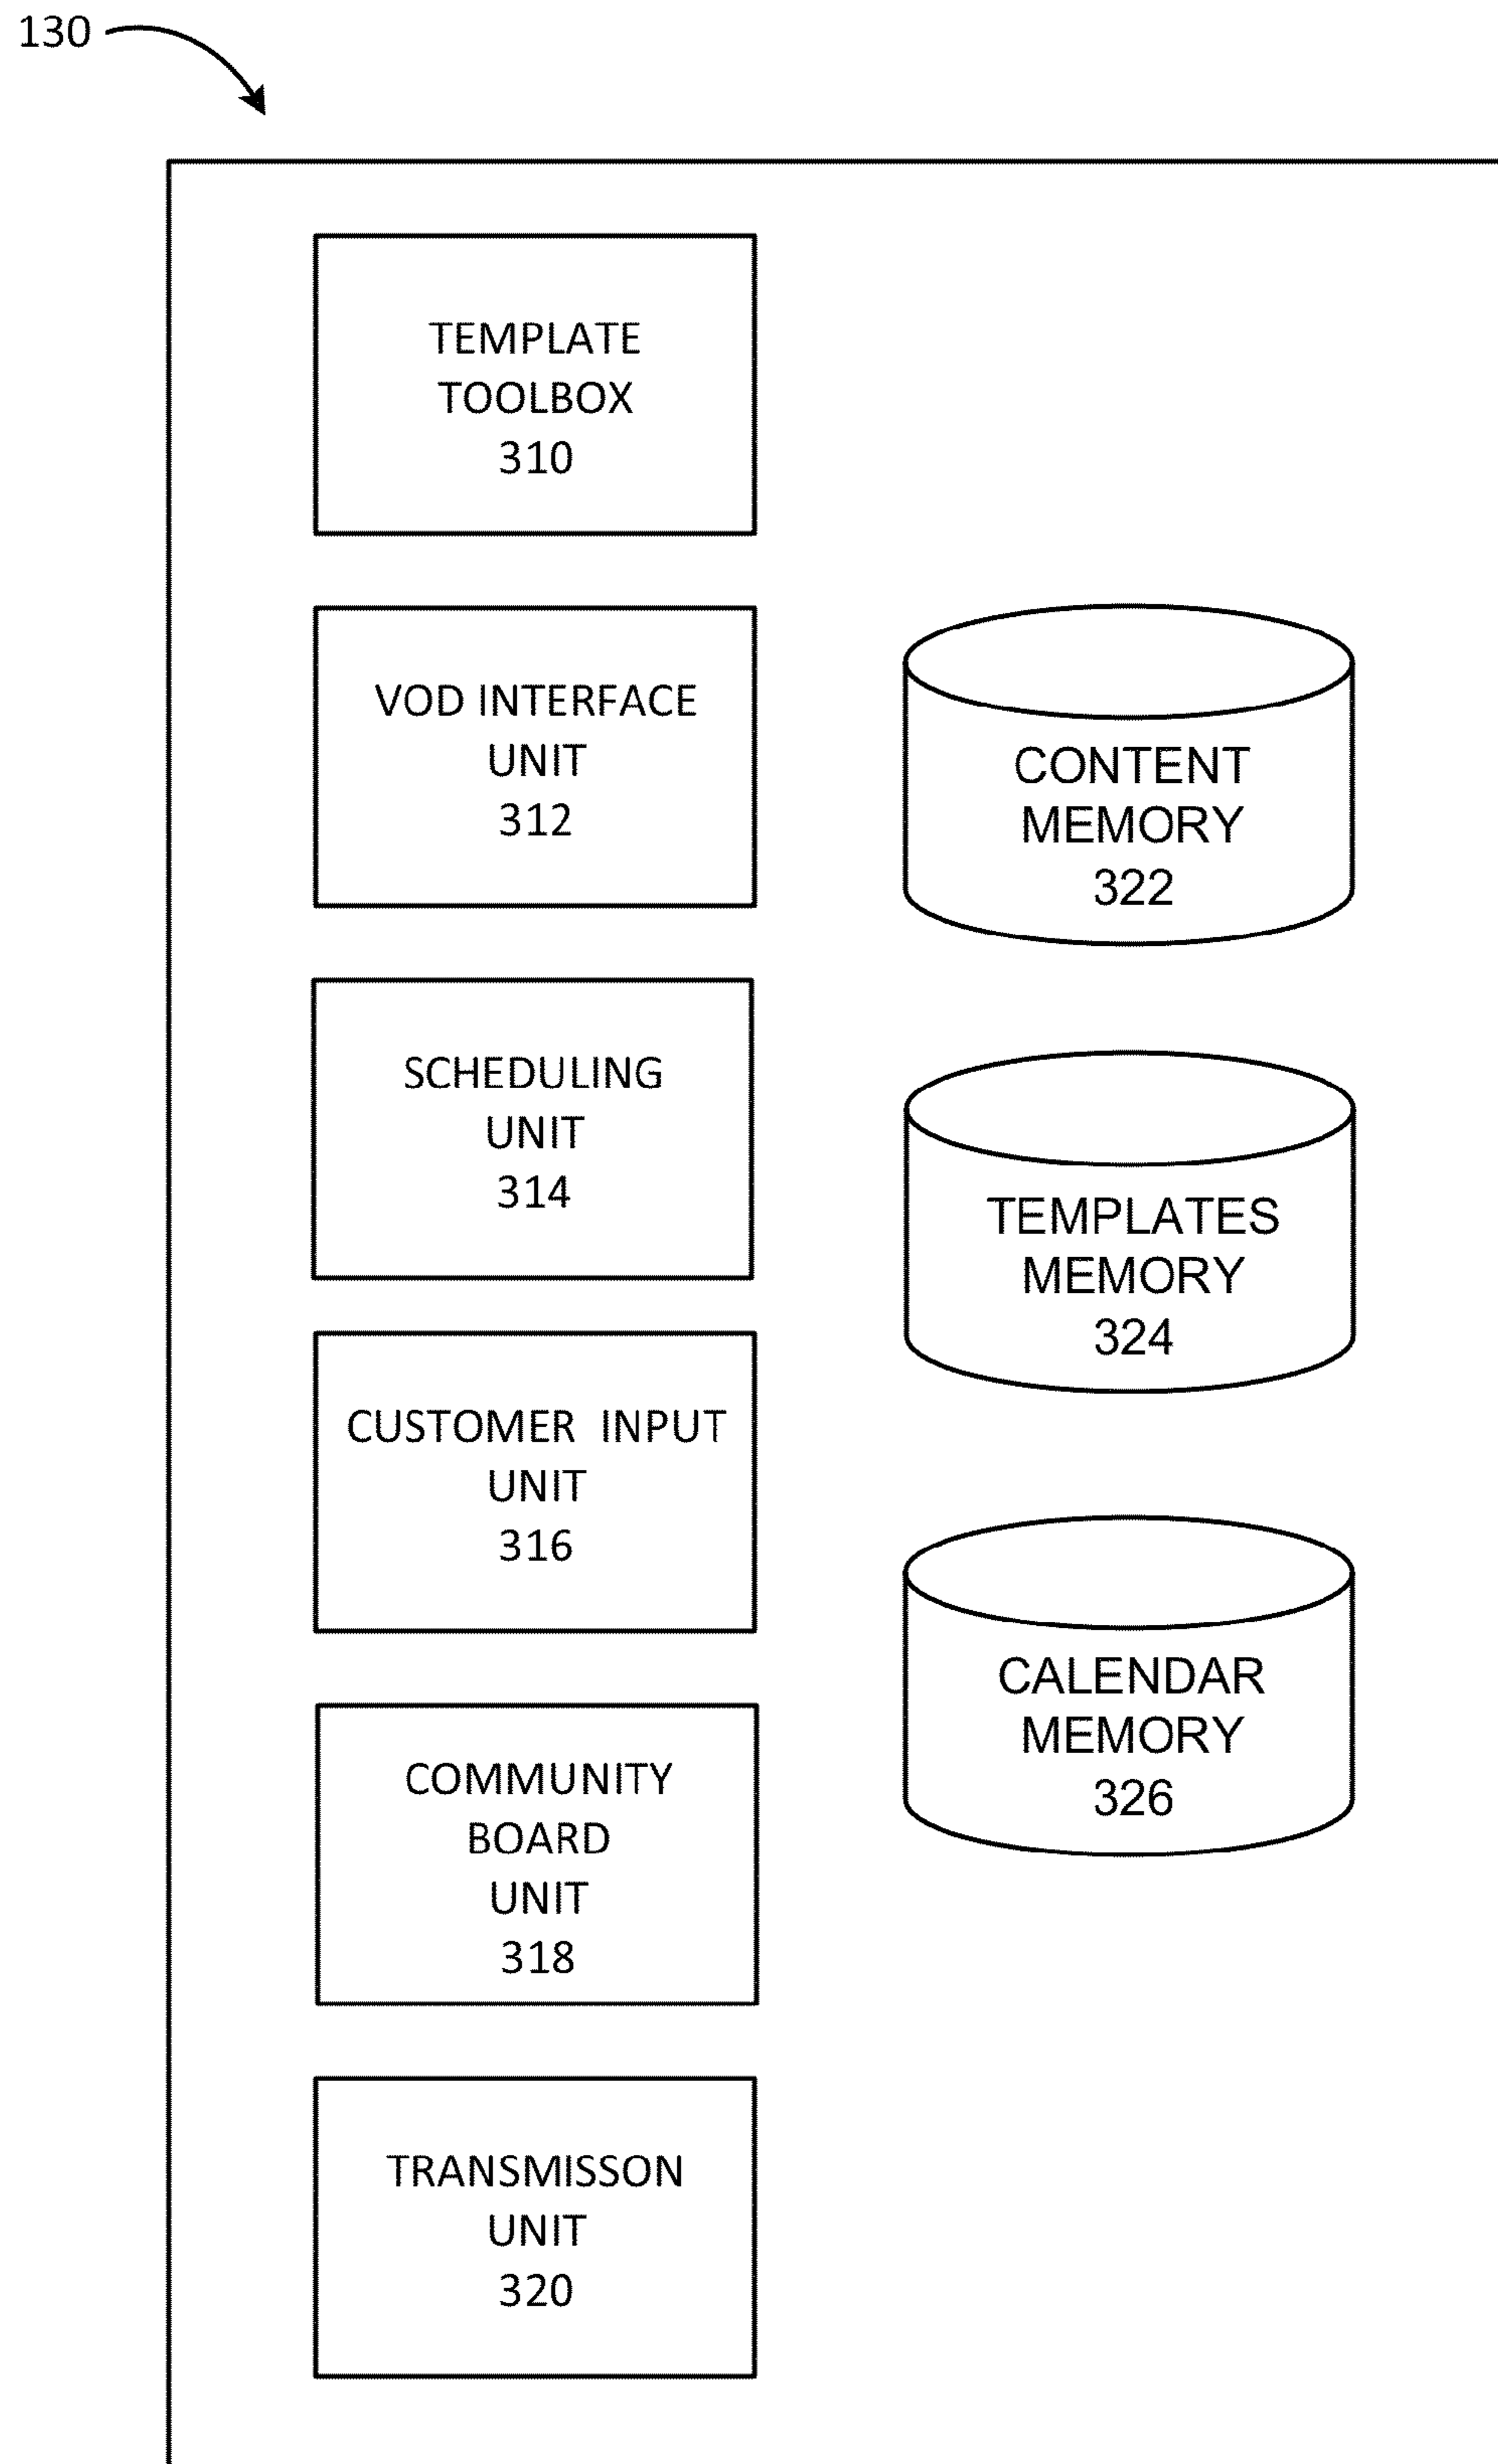 130
TEMPLATE
TOOLBOX
310
VOD INTERFACE
UNIT
312
SCHEDULING
UNIT
314
CUSTOMER INPUT
UNIT
316
COMMUNITY
BOARD
UNIT
318
TRANSMISSON
UNIT
320
CONTENT
MEMORY
322
TEMPLATES
MEMORY
324
CALENDAR
MEMORY
326